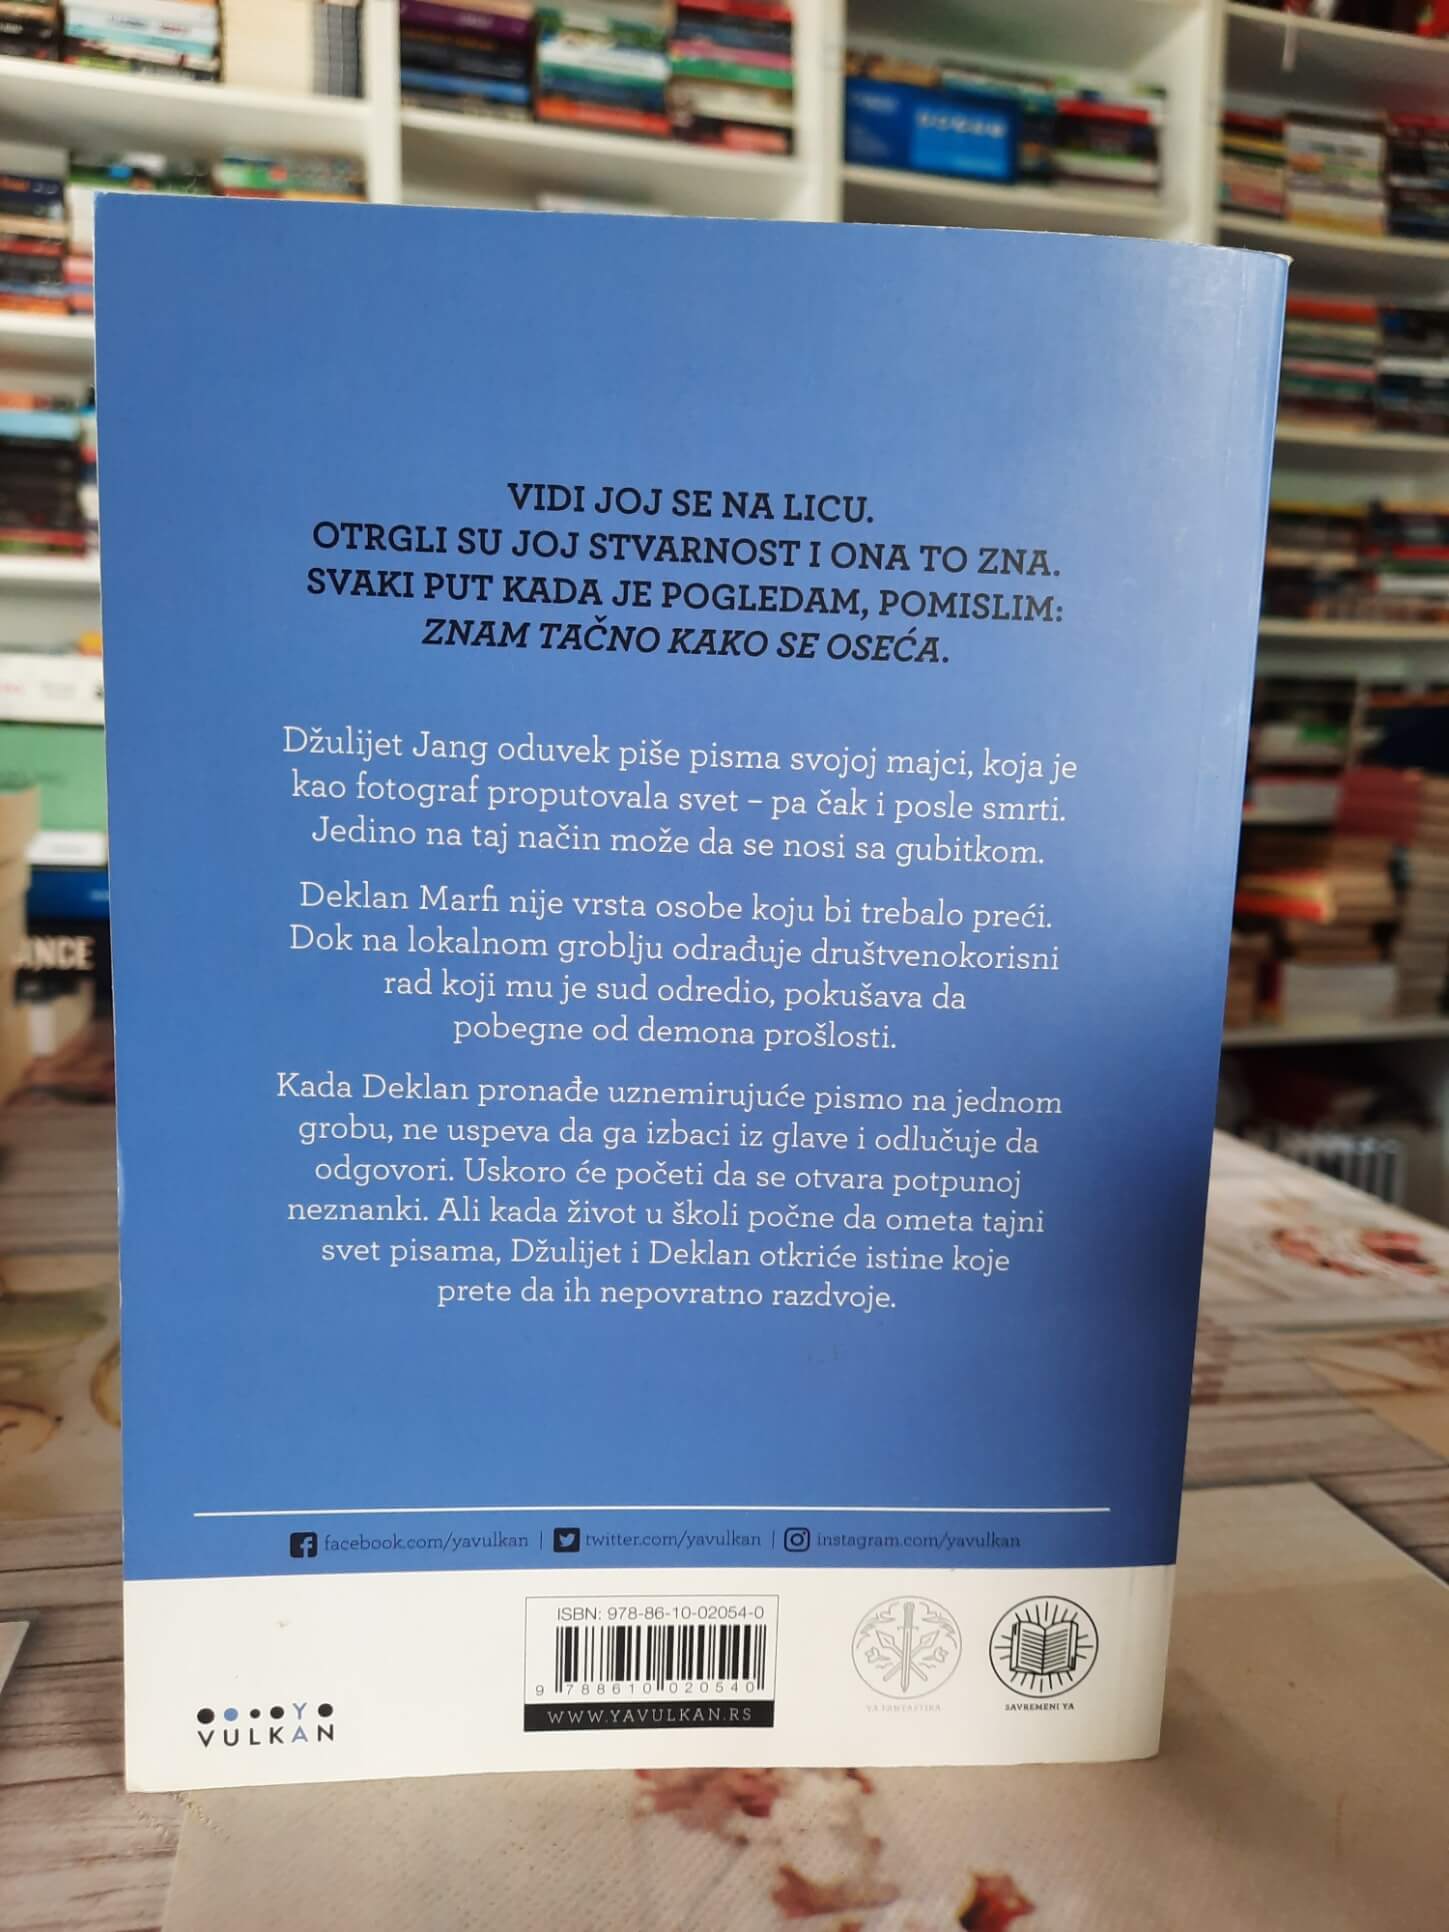 VIDI JOJ SE NA LICU.
OTRGLI SU JOJ STVARNOST I ONA TO ZNA.
SVAKI PUT KADA JE POGLEDAM, POMISLIM:
ZNAM TAČNO KAKO SE OSEĆA.
Džulijet Jang oduvek piše pisma svojoj majci, koja je
kao fotograf proputovala svet – pa čak i posle smrti.
Jedino na taj način može da se nosi sa gubitkom.
Deklan Marfi nije vrsta osobe koju bi trebalo preći.
Dok na lokalnom groblju odrađuje društvenokorisni
rad koji mu je sud odredio, pokušava da
pobegne od demona prošlosti.
Kada Deklan pronađe uznemirujuće pismo na jednom
grobu, ne uspeva da ga izbaci iz glave i odlučuje da
odgovori. Uskoro će početi da se otvara potpunoj
neznanki. Ali kada život u školi počne da ometa tajni
svet pisama, Džulijet i Deklan otkriće istine koje
prete da ih nepovratno razdvoje.
facebook.com/yavulkan | twitter.com/yavulkan | instagram.com/yavulkan
ISBN: 978-86-10-02054-0
9 788610 020540
WWW.YAVULKAN.RS
YA FANTASTIKA
SAVREMENI YA
Y
VULKAN